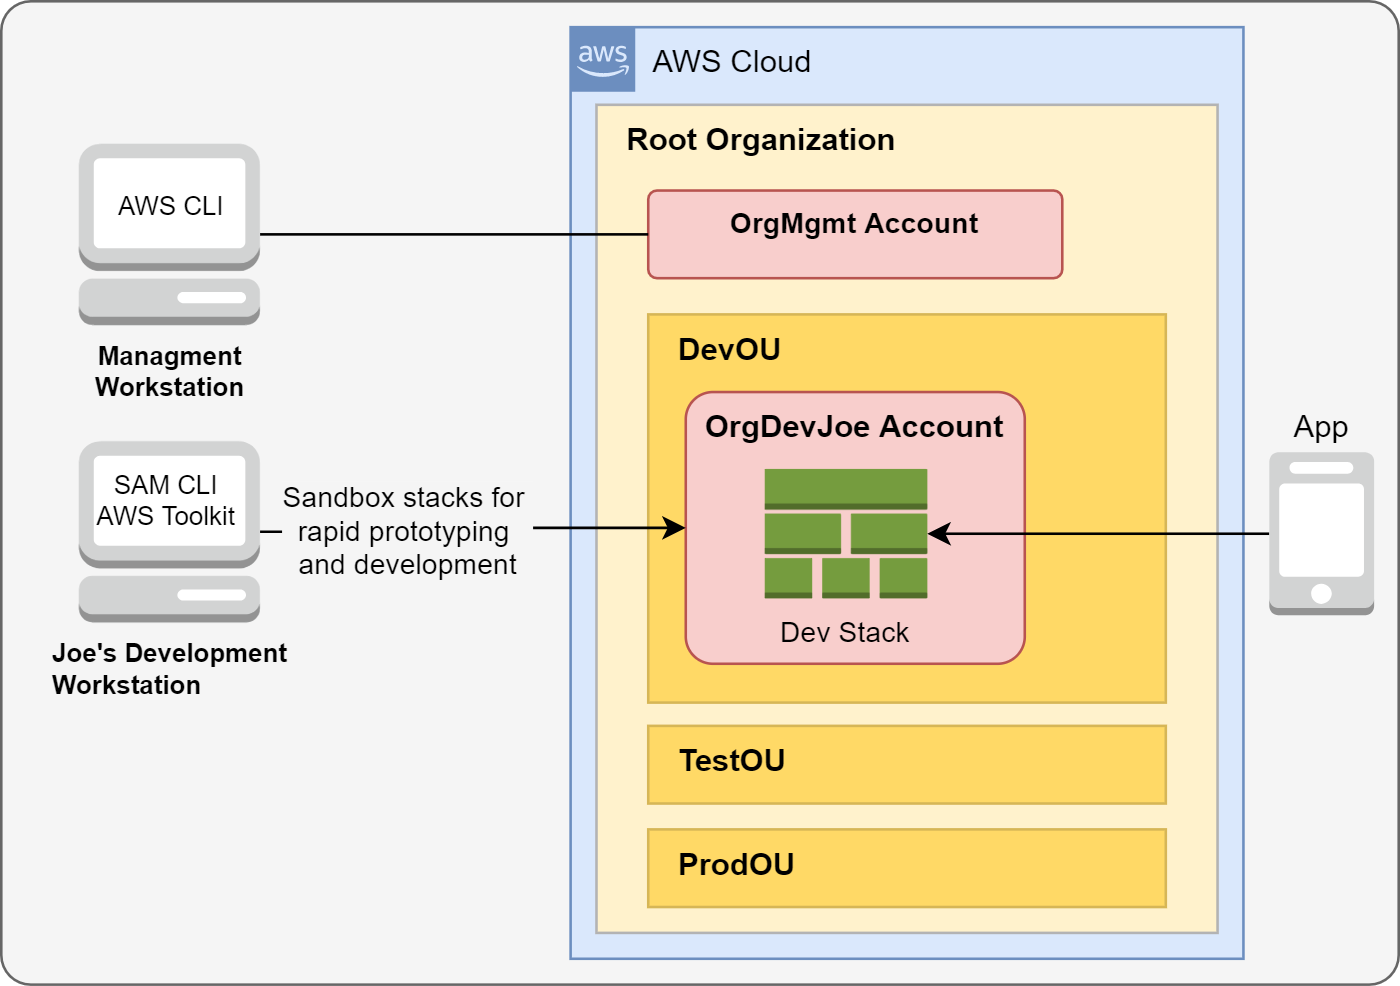 aws
AWS Cloud
Root Organization
AWS CLI
OrgMgmt Account
Managment
Workstation
DevOU
OrgDevJoe Account
App
SAM CLI
AWS Toolkit
Sandbox stacks for
rapid prototyping
and development
Dev Stack
Joe's Development
Workstation
TestOU
ProdOU